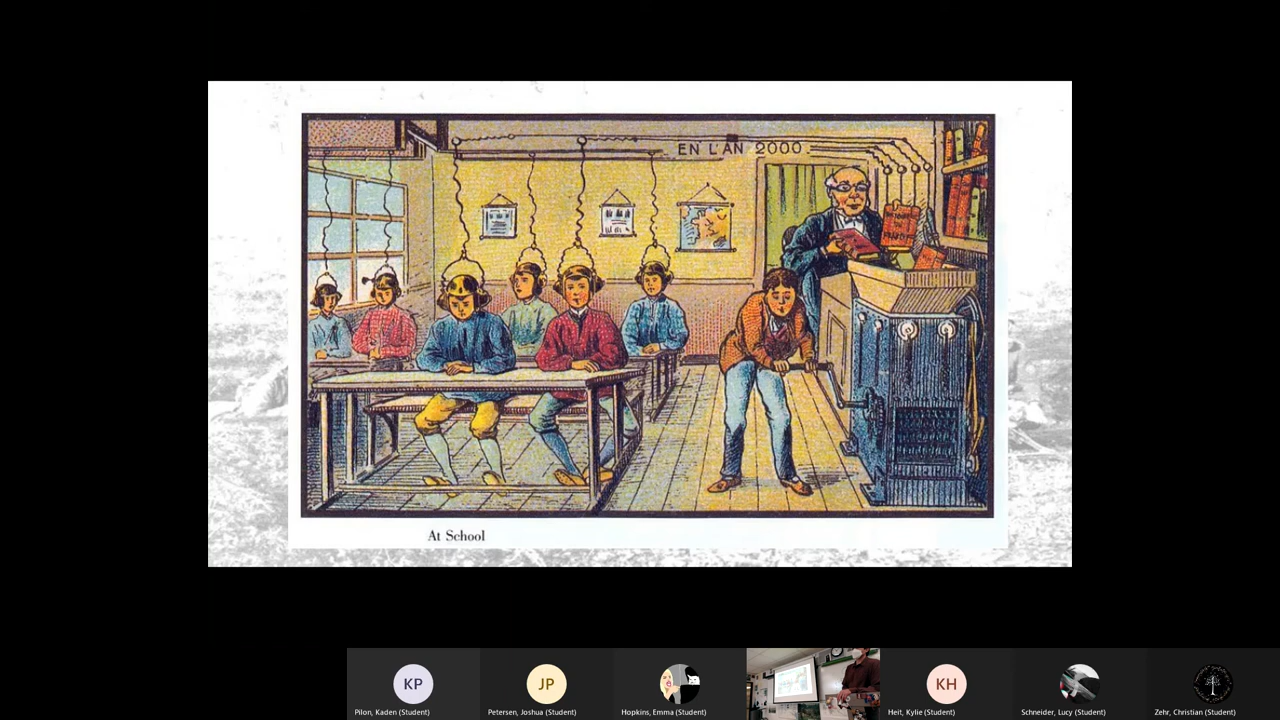 EN L'AN 2000
At School
KP
JP
KH
Pilon, Kaden (Student)
Petersen, Joshua (Student)
Hopkins, Emma (Student)
Heit, Kylie (Student)
Schneider, Lucy (Student)
Zehr, Christian (Student)